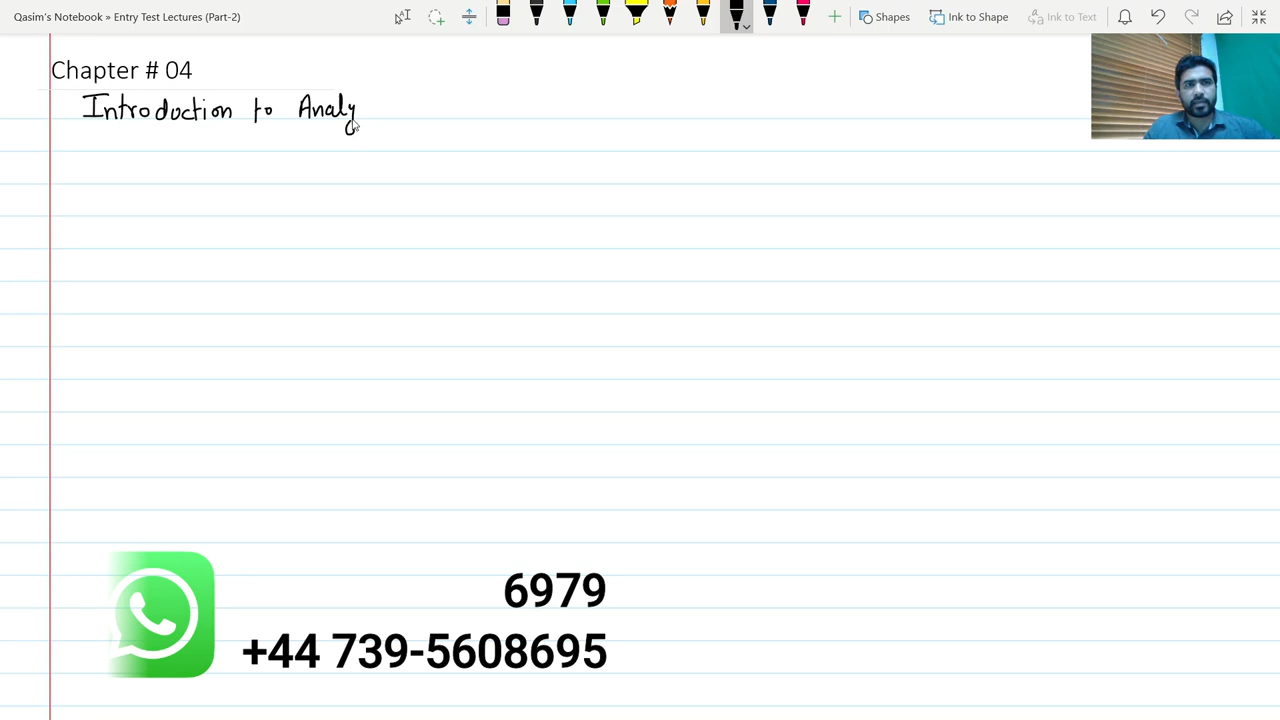 Qasim's Notebook » Entry Test Lectures (Part-2)
Shapes
Ink to Shape
Ink to Text
Chapter # 04
Introduction to Analy
6979
+44 739-5608695